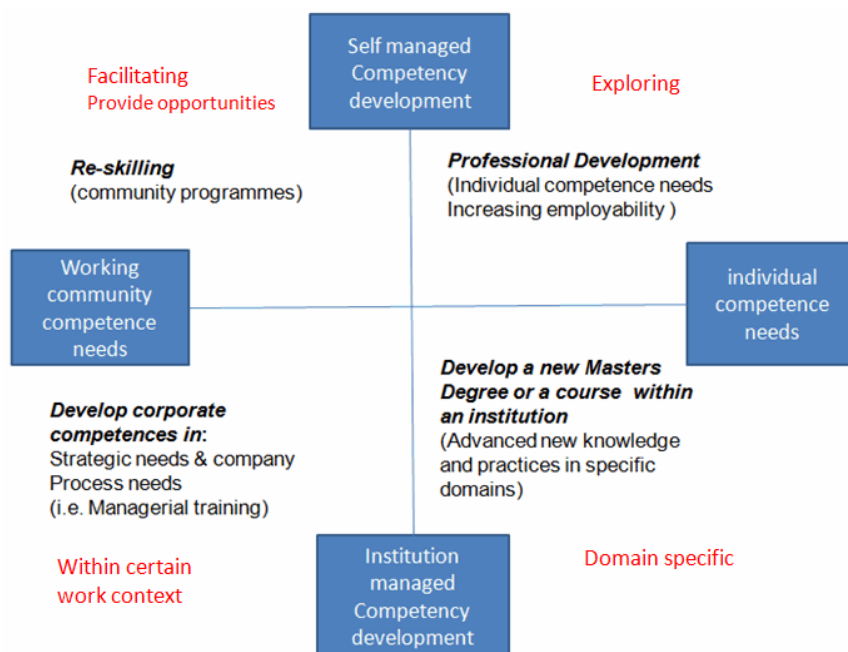 Self managed
Competency
development
Facilitating
Provide opportunities
Exploring
Re-skilling
(community programmes)
Professional Development
(Individual competence needs
Increasing employability )
Working
community
competence
needs
individual
competence
needs
Develop corporate
competences in:
Strategic needs & company
Process needs
(i.e. Managerial training)
Develop a new Masters
Degree or a course within
an institution
(Advanced new knowledge
and practices in specific
domains)
Within certain
work context
Institution
managed
Competency
development
Domain specific